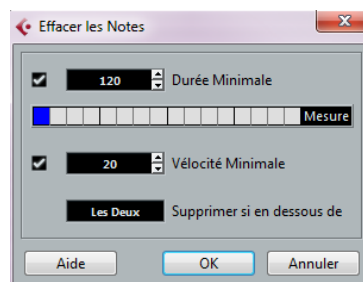 Effacer les Notes
120 Durée Minimale
Mesure
20 Vélocité Minimale
Les Deux Supprimer si en dessous de
Aide OK Annuler